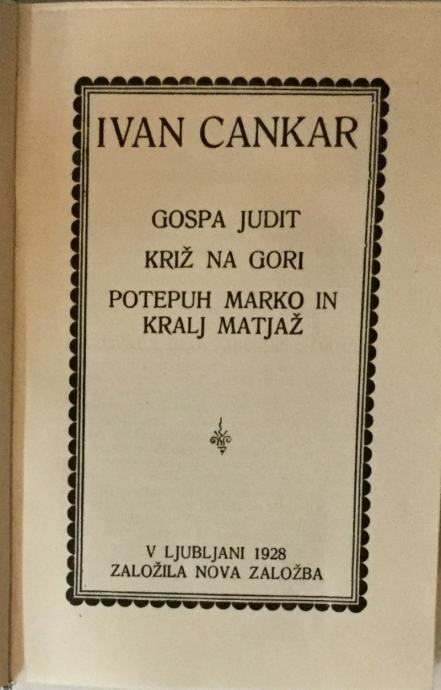 IVAN CANKAR
GOSPA JUDIT
KRIŽ NA GORI
POTEPUH MARKO IN
KRALJ MATJAŽ
V LJUBLJANI 1928
ZALOŽILA NOVA ZALOŽBA